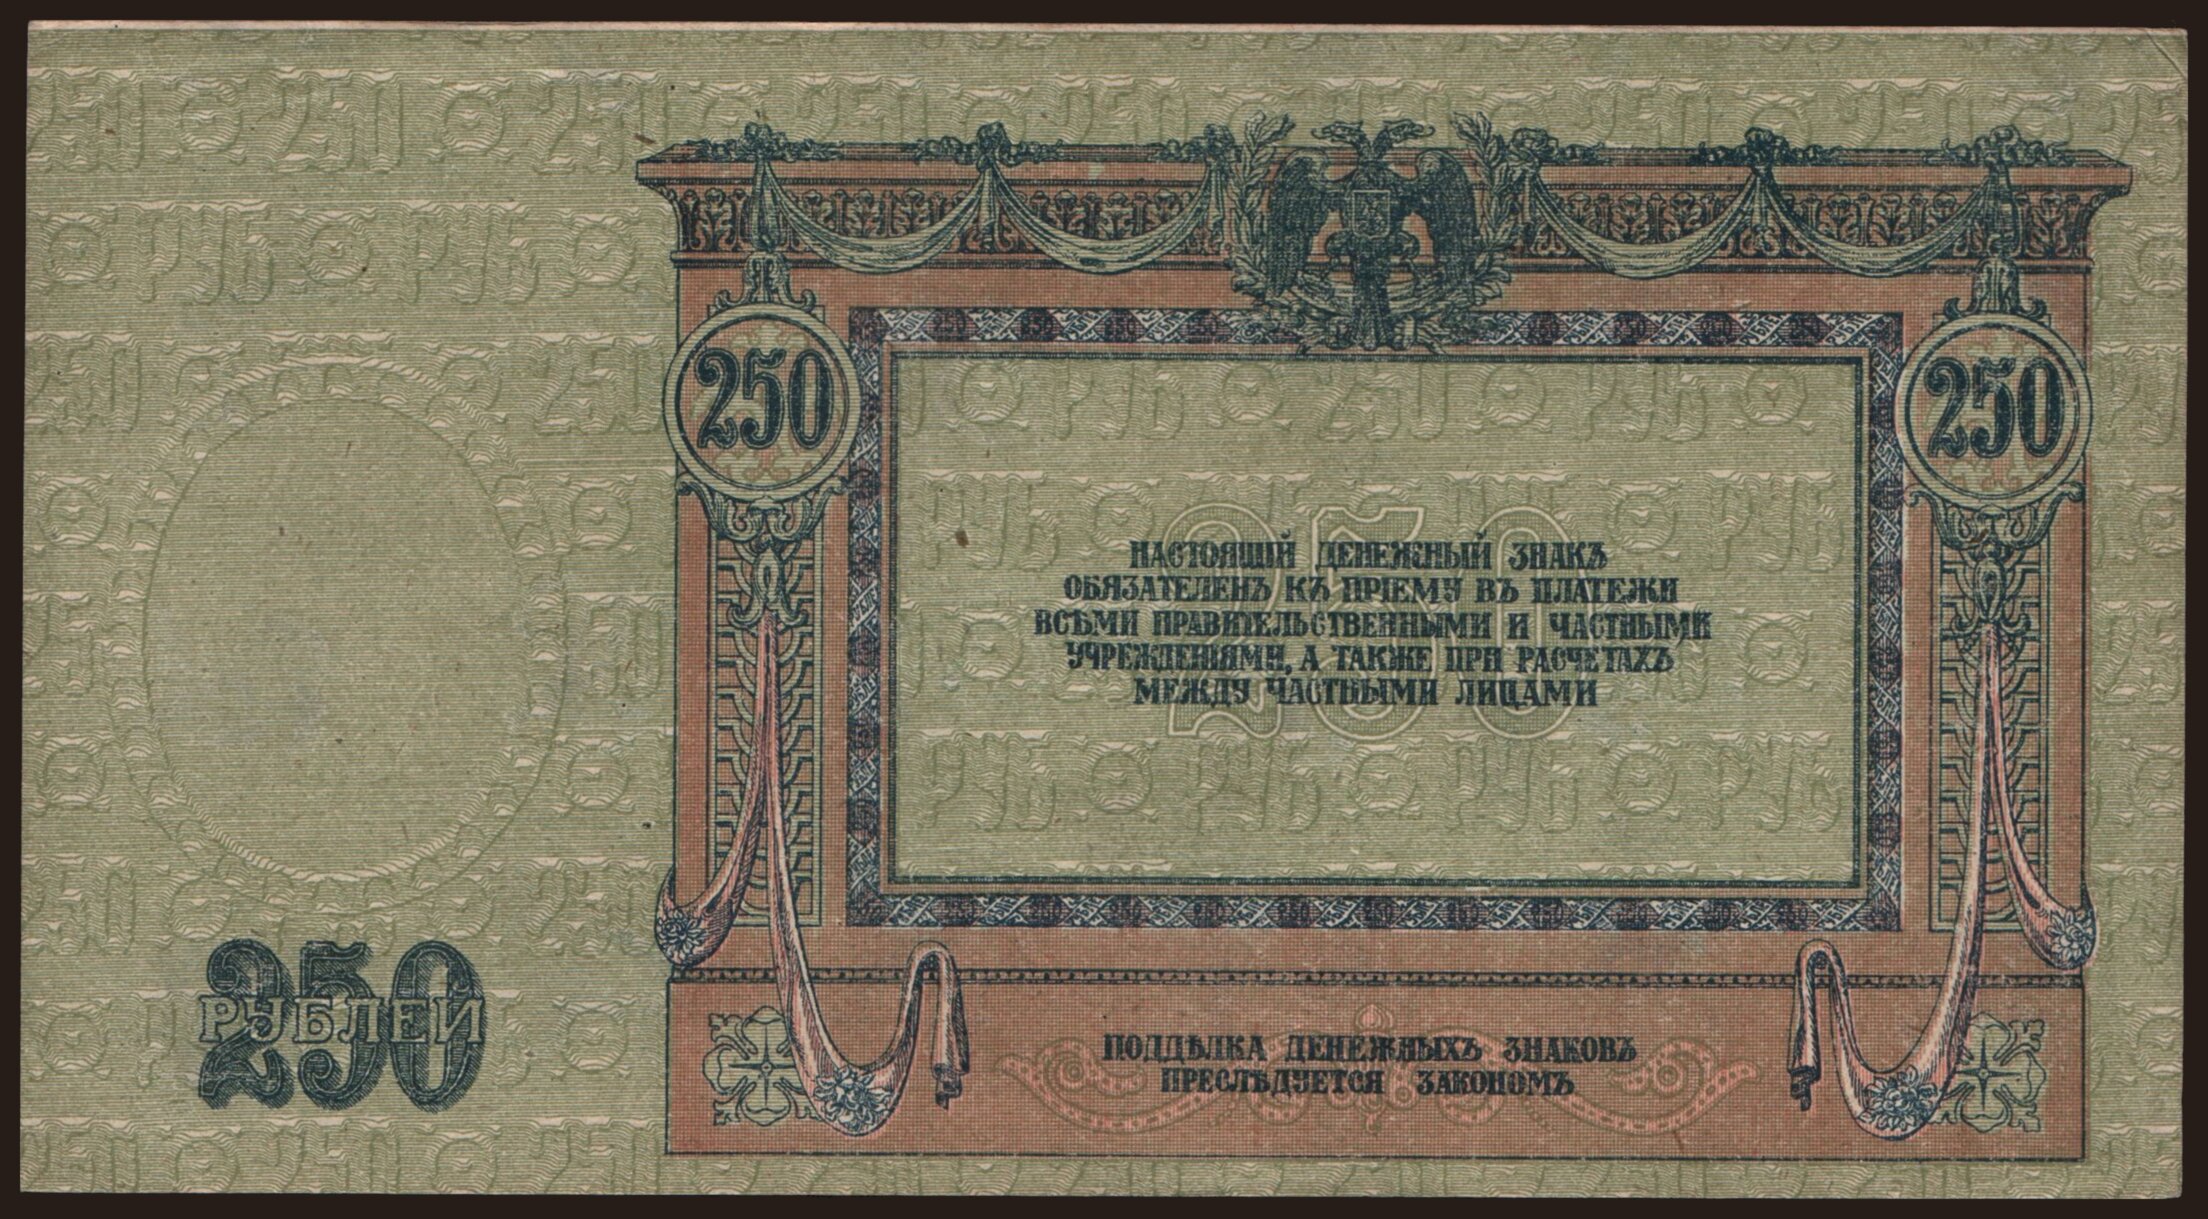 250
250
НАСТОЯЩІЙ ДЕНЕЖНЫЙ ЗНАКЪ
ОБЯЗАТЕЛЕНЪ КЪ ПРІЕМУ ВЪ ПЛАТЕЖИ
ВСѢМИ ПРАВИТЕЛЬСТВЕННЫМИ И ЧАСТНЫМИ
УЧРЕЖДЕНІЯМИ, А ТАКЖЕ ПРИ РАСЧЕТАХЪ
МЕЖДУ ЧАСТНЫМИ ЛИЦАМИ
250
250
РУБЛЕЙ
ПОДДѢЛКА ДЕНЕЖНЫХЪ ЗНАКОВЪ
ПРЕСЛѢДУЕТСЯ ЗАКОНОМЪ